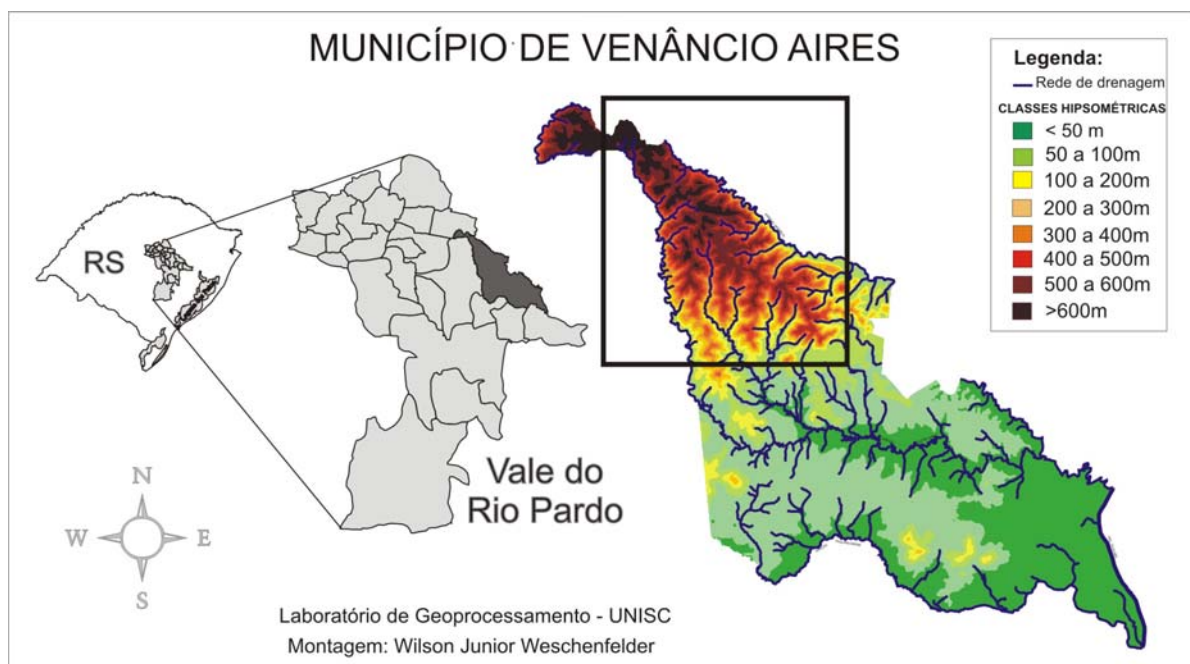 MUNICÍPIO DE VENÂNCIO AIRES
Legenda:
Rede de drenagem
CLASSES HIPSOMÉTRICAS
< 50 m
50 a 100m
100 a 200m
200 a 300m
300 a 400m
400 a 500m
500 a 600m
>600m
RS
Vale do
Rio Pardo
N
W E
S
Laboratório de Geoprocessamento - UNISC
Montagem: Wilson Junior Weschenfelder